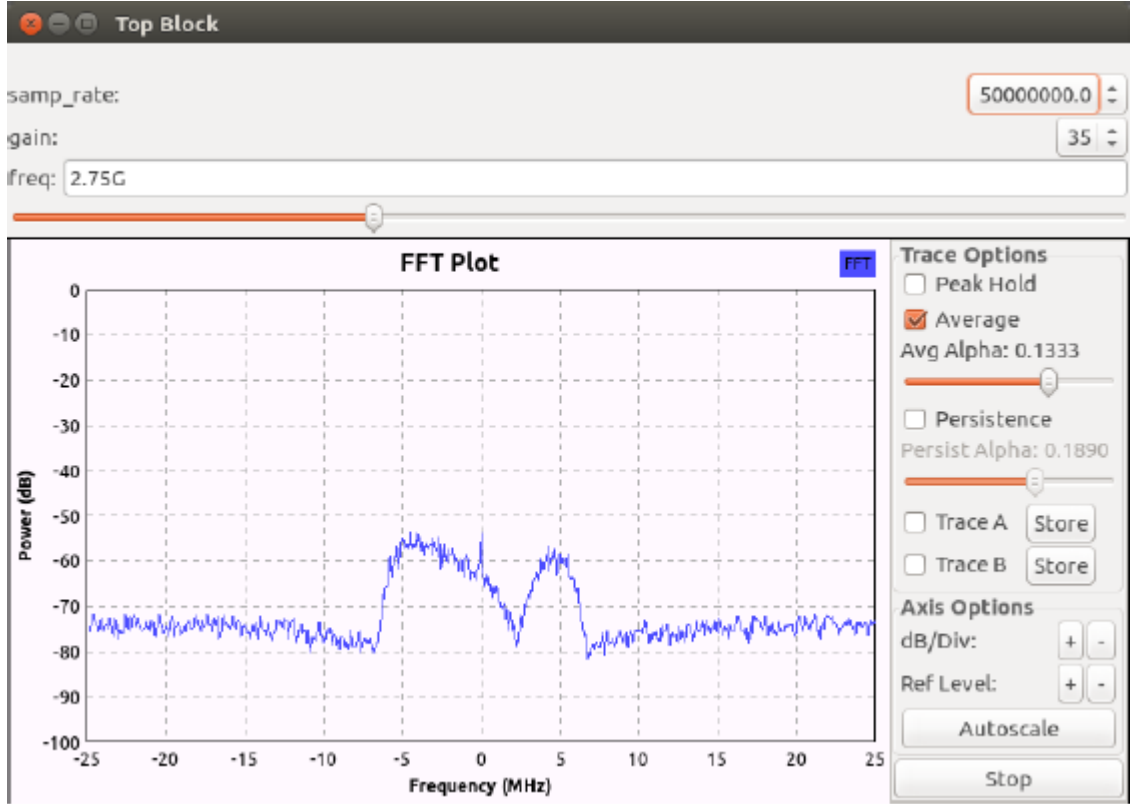 Top Block
samp_rate:
50000000.0
gain:
35
freq: 2.75G
FFT Plot
FFT
0
-10
-20
-30
-40
-50
-60
-70
-80
-90
-100
Power (dB)
-25 -20 -15 -10 -5 0 5 10 15 20 25
Frequency (MHz)
Trace Options
Peak Hold
Average
Avg Alpha: 0.1333
Persistence
Persist Alpha: 0.1890
Trace A Store
Trace B Store
Axis Options
dB/Div: + -
Ref Level: + -
Autoscale
Stop